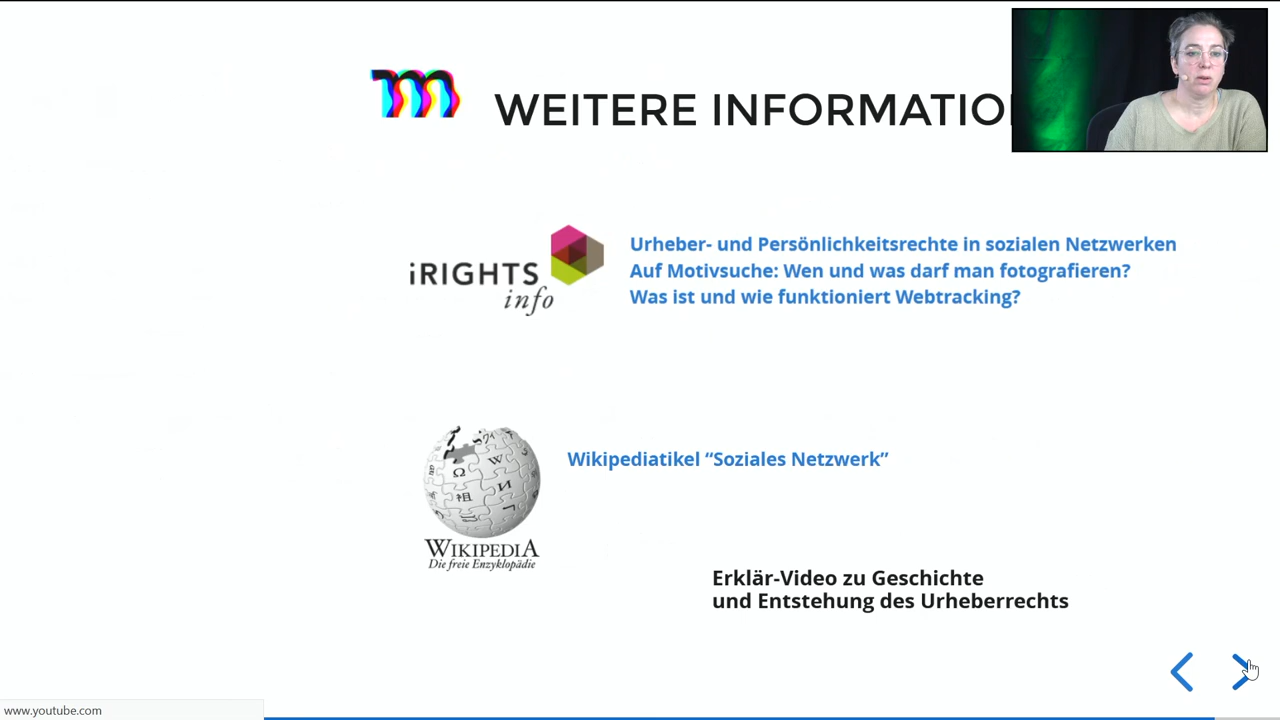 m WEITERE INFORMATIO
iRIGHTS
info
Urheber- und Persönlichkeitsrechte in sozialen Netzwerken
Auf Motivsuche: Wen und was darf man fotografieren?
Was ist und wie funktioniert Webtracking?
WIKIPEDIA
Die freie Enzyklopädie
Wikipediatikel “Soziales Netzwerk”
Erklär-Video zu Geschichte
und Entstehung des Urheberrechts
www.youtube.com